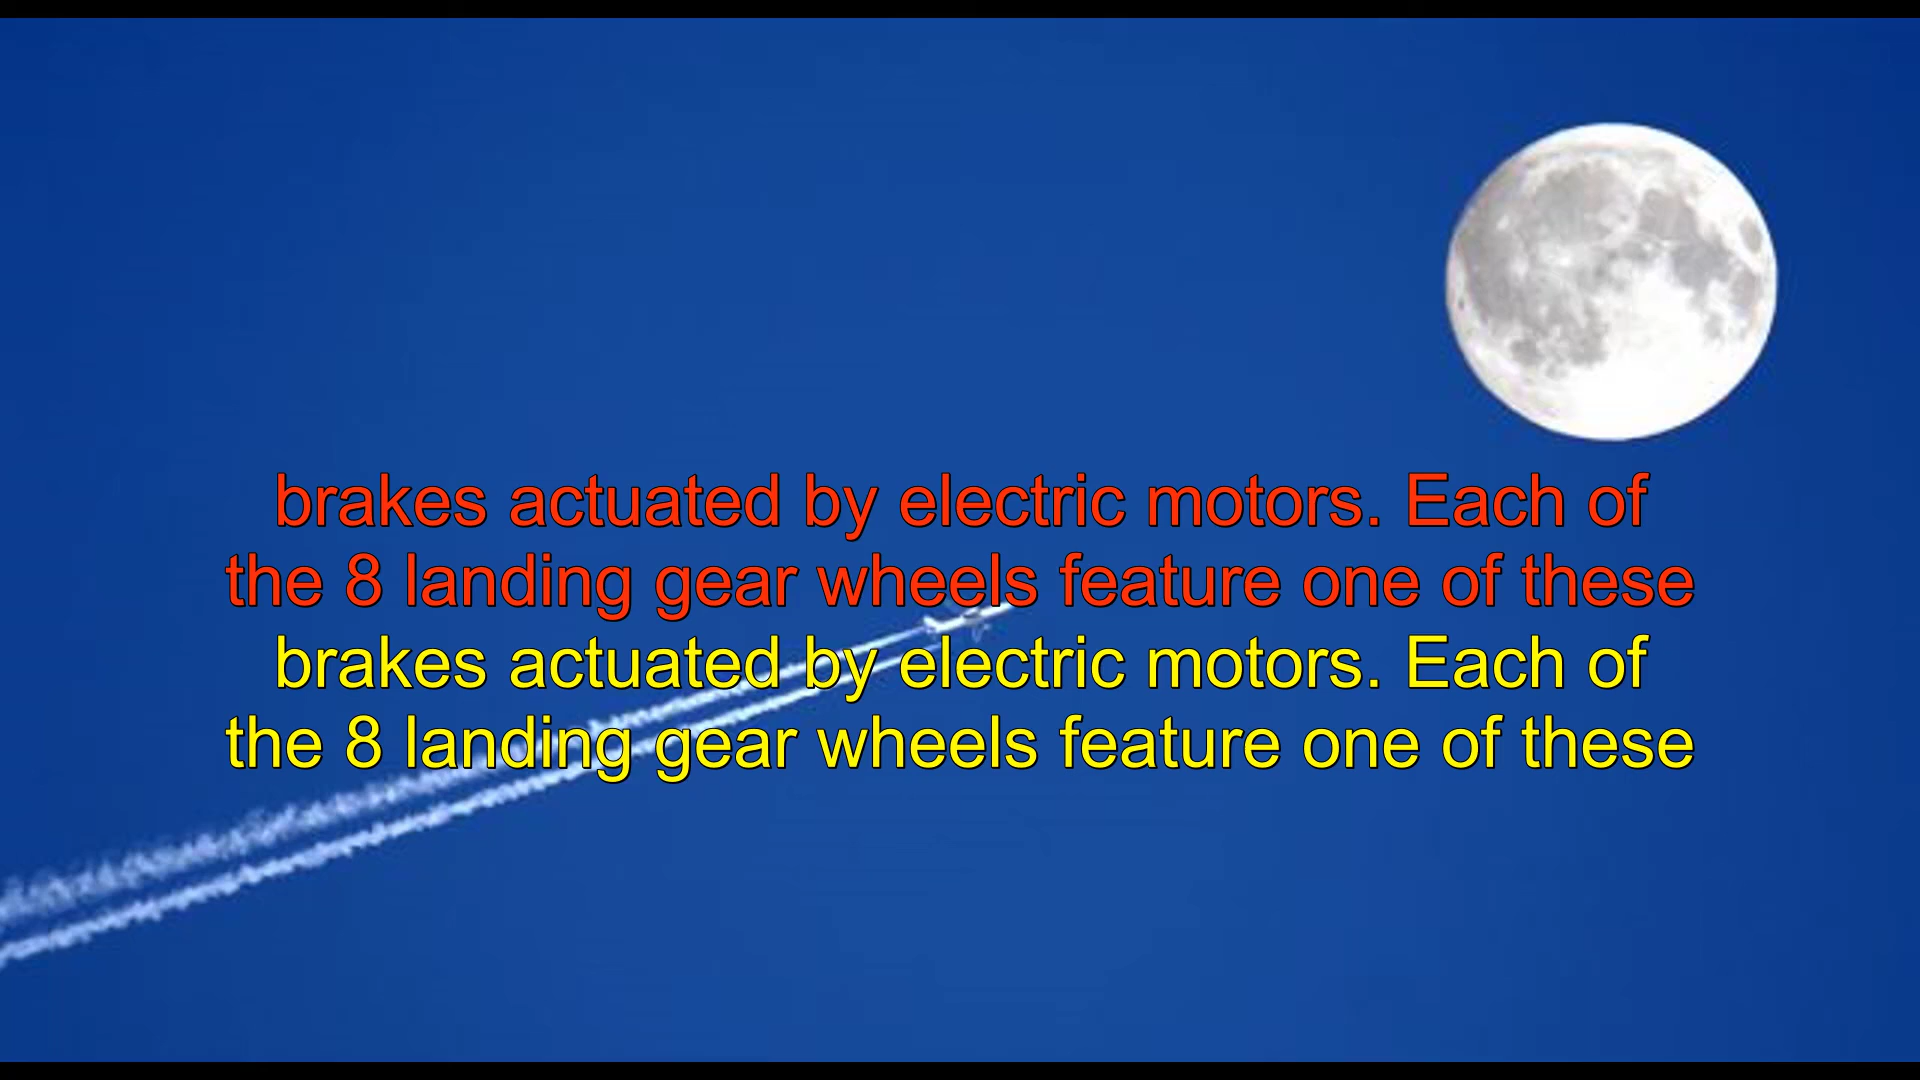 brakes actuated by electric motors. Each of
the 8 landing gear wheels feature one of these
brakes actuated by electric motors. Each of
the 8 landing gear wheels feature one of these